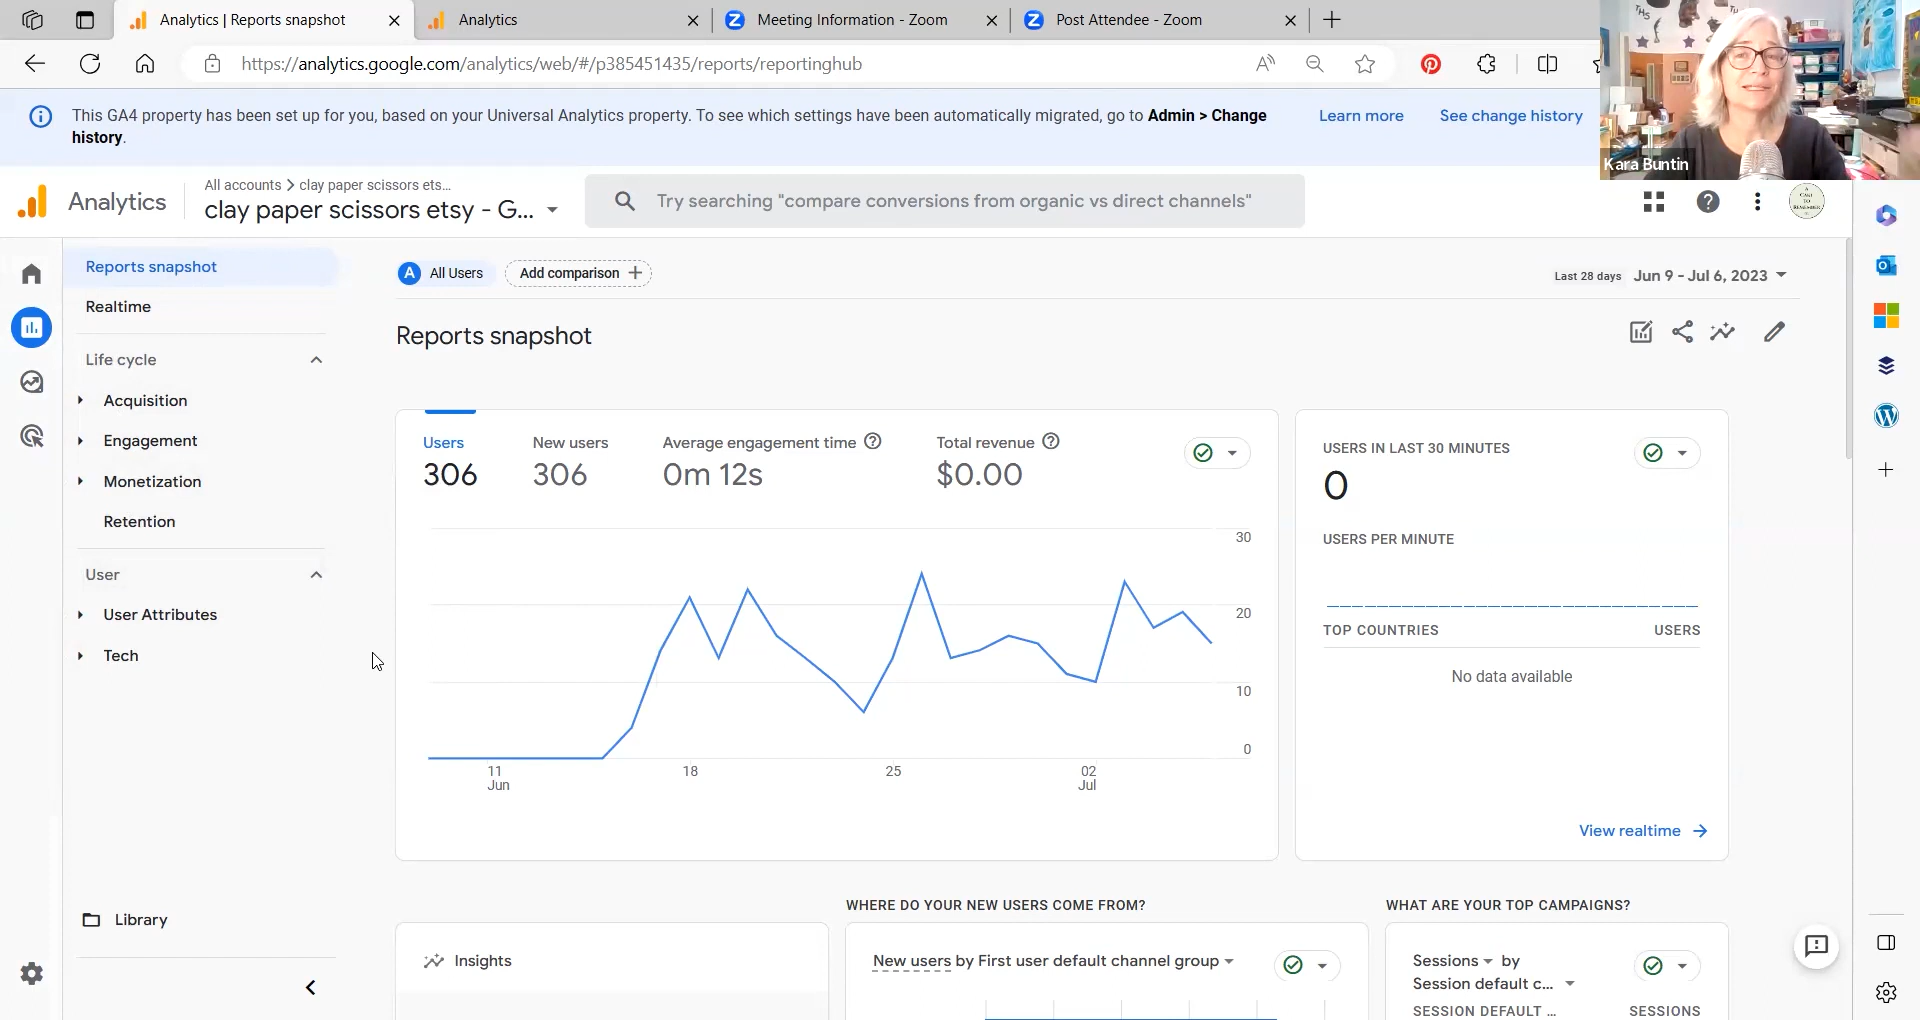 Analytics | Reports snapshot
Analytics
Meeting Information - Zoom
Post Attendee - Zoom
https://analytics.google.com/analytics/web/#/p385451435/reports/reportinghub
This GA4 property has been set up for you, based on your Universal Analytics property. To see which settings have been automatically migrated, go to Admin > Change
history.
Learn more
See change history
Kara Buntin
Analytics
All accounts > clay paper scissors ets...
clay paper scissors etsy - G...
Try searching "compare conversions from organic vs direct channels"
Reports snapshot
Realtime
Life cycle
Acquisition
Engagement
Monetization
Retention
User
User Attributes
Tech
Library
A All Users
Add comparison +
Last 28 days Jun 9 - Jul 6, 2023
Reports snapshot
Users
306
New users
306
Average engagement time
0m 12s
Total revenue
$0.00
30
20
10
0
11
Jun
18
25
02
Jul
USERS IN LAST 30 MINUTES
0
USERS PER MINUTE
TOP COUNTRIES USERS
No data available
View realtime
Insights
WHERE DO YOUR NEW USERS COME FROM?
New users by First user default channel group
WHAT ARE YOUR TOP CAMPAIGNS?
Sessions by
Session default c...
SESSION DEFAULT ... SESSIONS